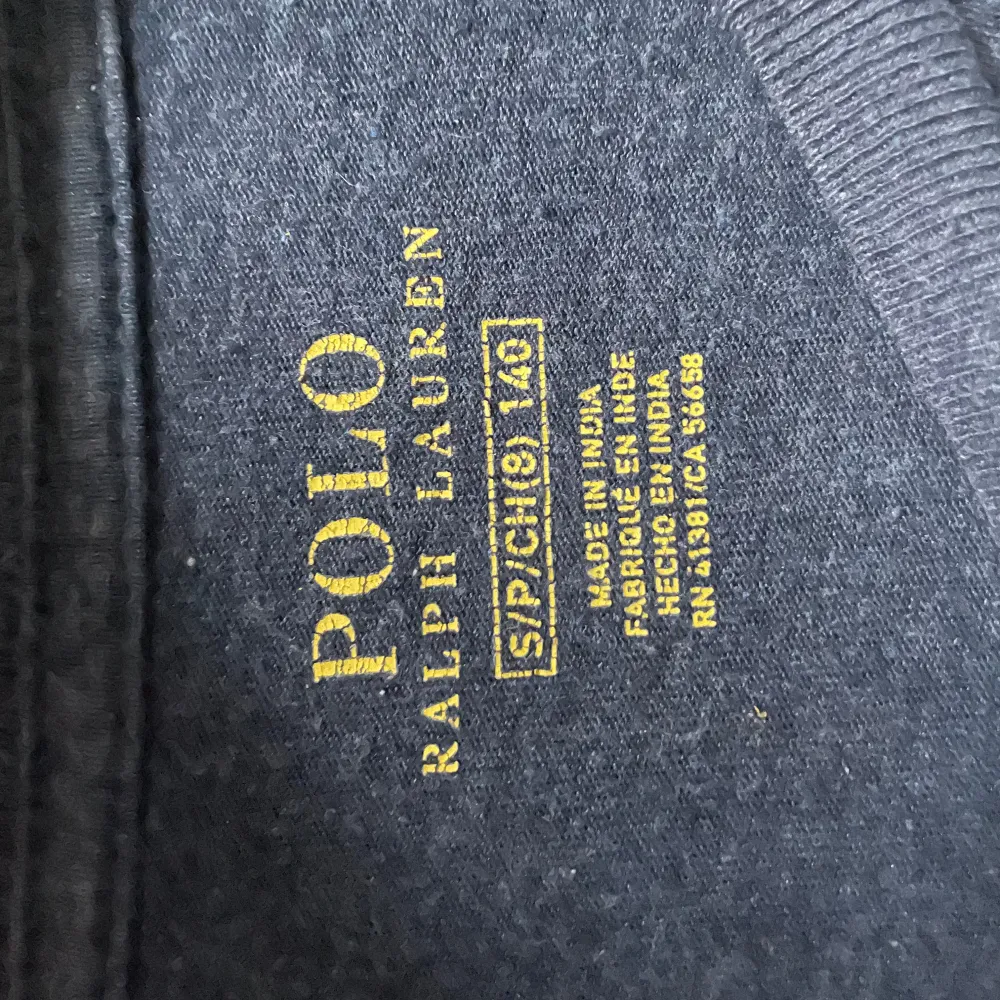 POLO
RALPH LAUREN
S/P/CH(8) 140
MADE IN INDIA
FABRIQUÉ EN INDE
HECHO EN INDIA
RN 41381/CA 56658